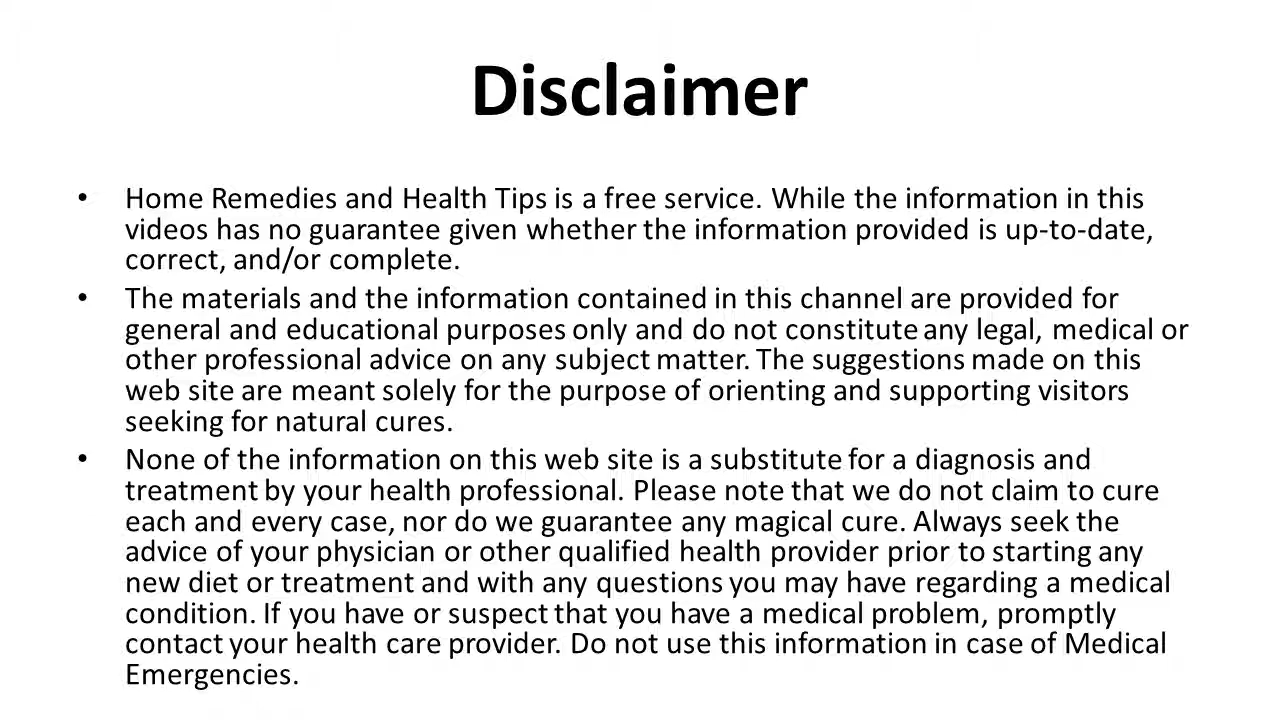 Disclaimer
• Home Remedies and Health Tips is a free service. While the information in this
videos has no guarantee given whether the information provided is up-to-date,
correct, and/or complete.
• The materials and the information contained in this channel are provided for
general and educational purposes only and do not constitute any legal, medical or
other professional advice on any subject matter. The suggestions made on this
web site are meant solely for the purpose of orienting and supporting visitors
seeking for natural cures.
• None of the information on this web site is a substitute for a diagnosis and
treatment by your health professional. Please note that we do not claim to cure
each and every case, nor do we guarantee any magical cure. Always seek the
advice of your physician or other qualified health provider prior to starting any
new diet or treatment and with any questions you may have regarding a medical
condition. If you have or suspect that you have a medical problem, promptly
contact your health care provider. Do not use this information in case of Medical
Emergencies.